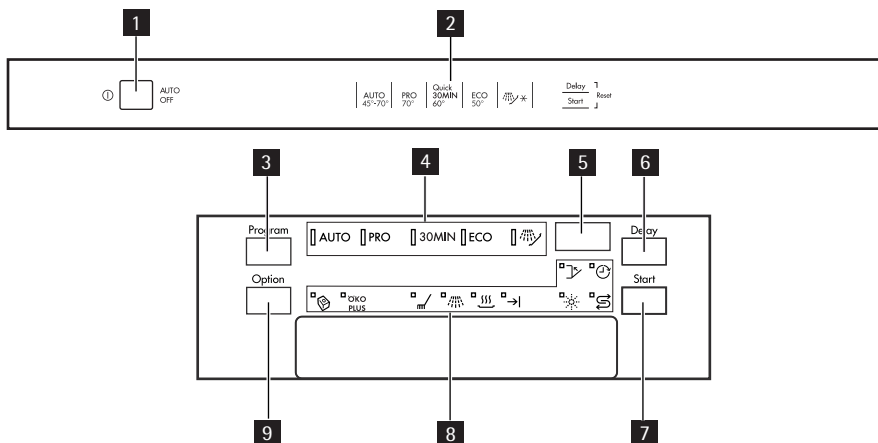 1
2
AUTO
OFF
AUTO
45°-70°
PRO
70°
Quick
30MIN
60°
ECO
50°
Delay
Start
Reset
3
4
5
6
Program
AUTO PRO 30MIN ECO
Delay
Option
ÖKO
PLUS
Start
9
8
7